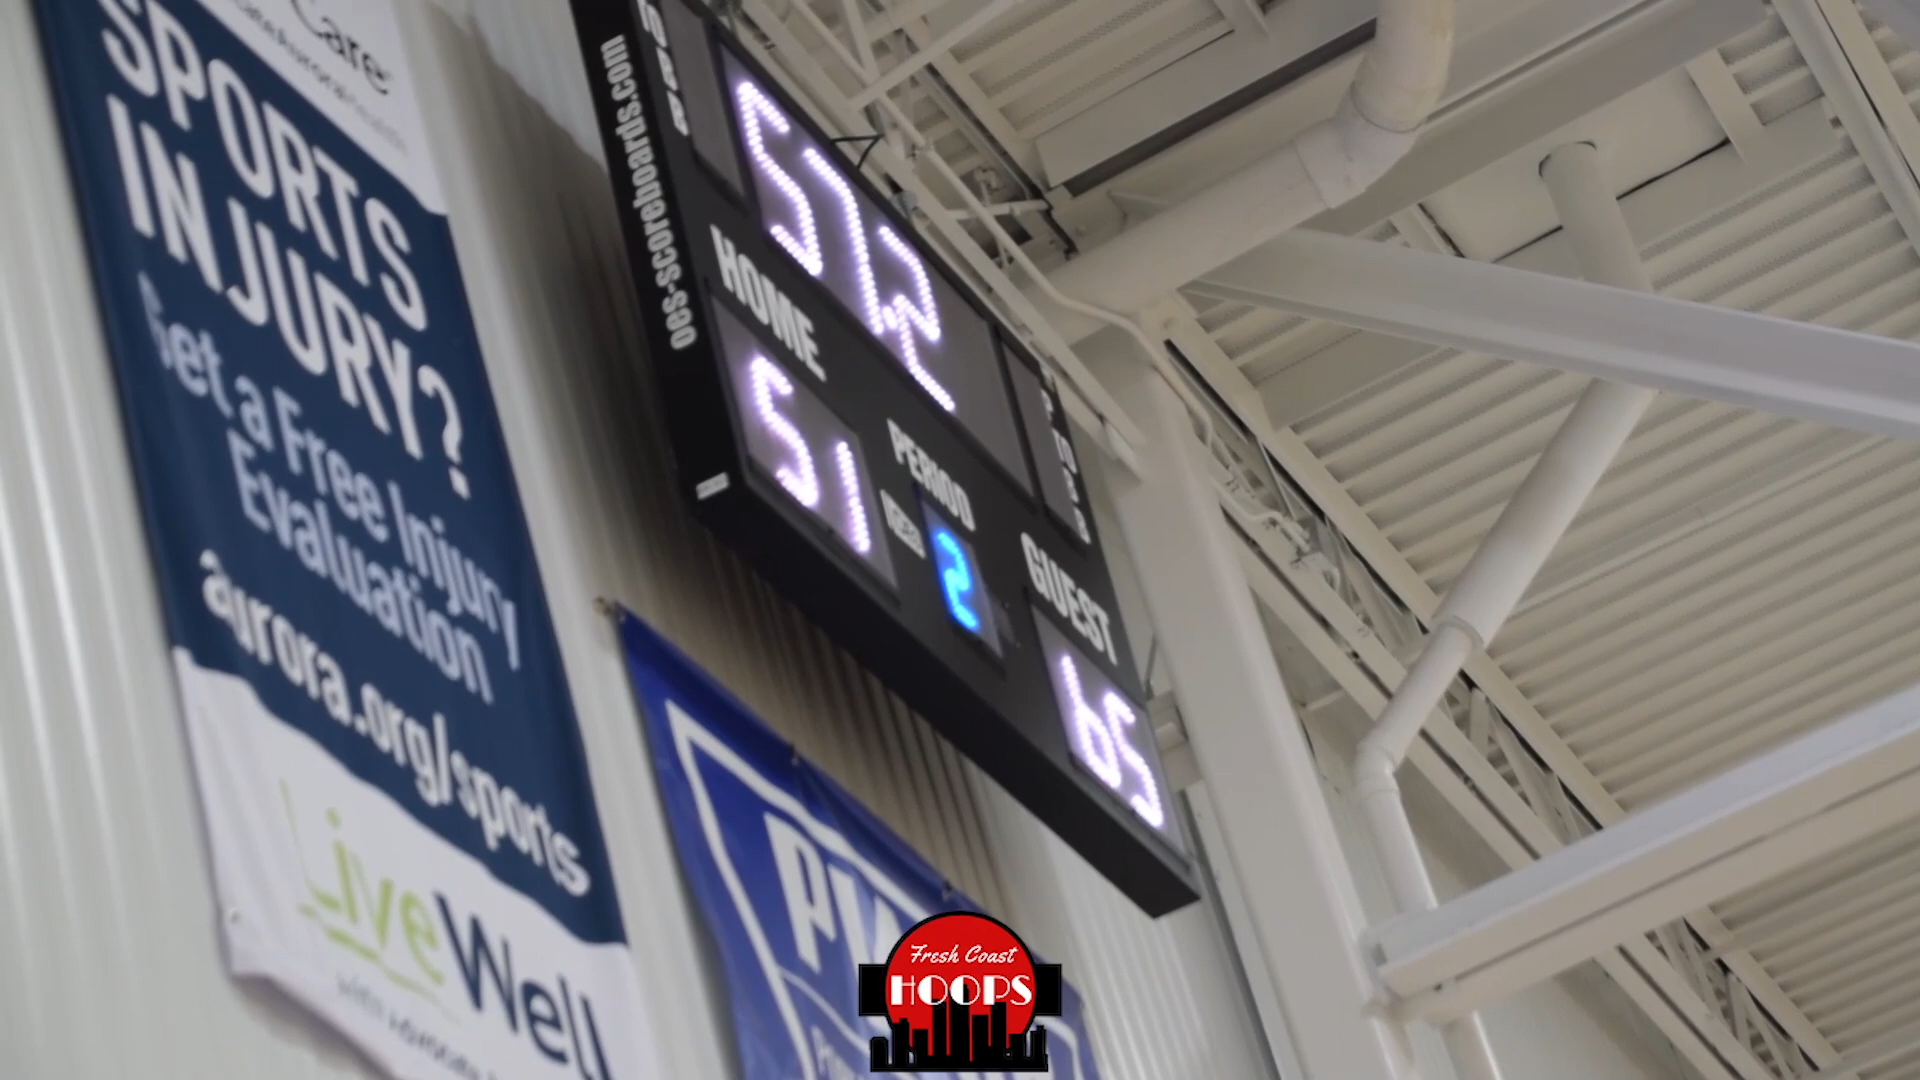 Care
SPORTS
INJURY?
Get a Free Injury
Evaluation
aurora.org/sports
LiveWell
oes-scoreboards.com
57.2
HOME
51
PERIOD
2
GUEST
65
Fresh Coast
HOOPS